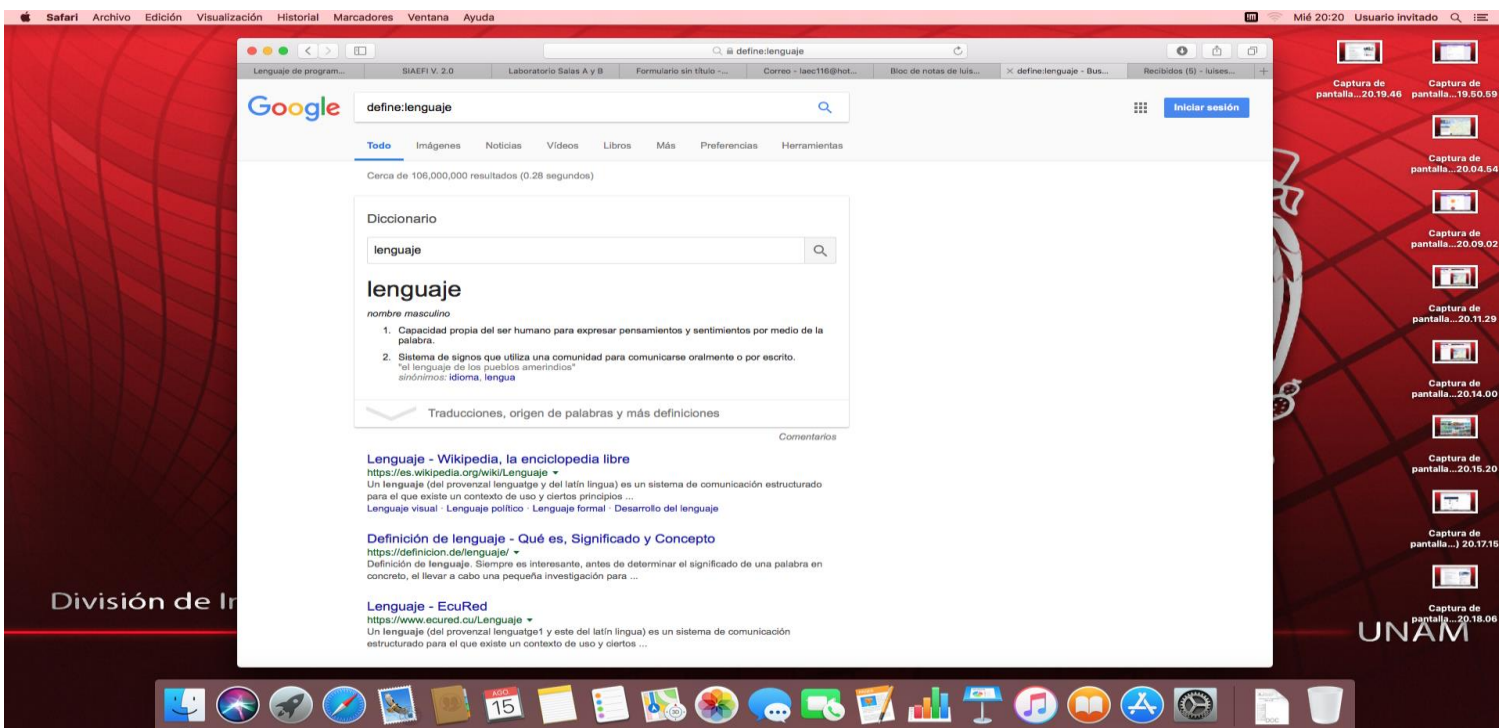 Safari Archivo Edición Visualización Historial Marcadores Ventana Ayuda
Mié 20:20 Usuario invitado
define:lenguaje
Lenguaje de program...
SIAEFI V. 2.0
Laboratorio Salas A y B
Formulario sin título -...
Correo - laec116@hot...
Bloc de notas de luis...
define:lenguaje - Bus...
Recibidos (5) - luises...
Google
define:lenguaje
Iniciar sesión
Todo Imágenes Noticias Vídeos Libros Más Preferencias Herramientas
Cerca de 106,000,000 resultados (0.28 segundos)
Diccionario
lenguaje
lenguaje
nombre masculino
1. Capacidad propia del ser humano para expresar pensamientos y sentimientos por medio de la
palabra.
2. Sistema de signos que utiliza una comunidad para comunicarse oralmente o por escrito.
"el lenguaje de los pueblos amerindios"
sinónimos: idioma, lengua
Traducciones, origen de palabras y más definiciones
Comentarios
Lenguaje - Wikipedia, la enciclopedia libre
https://es.wikipedia.org/wiki/Lenguaje
Un lenguaje (del provenzal lenguatge y del latín lingua) es un sistema de comunicación estructurado
para el que existe un contexto de uso y ciertos principios ...
Lenguaje visual · Lenguaje político · Lenguaje formal · Desarrollo del lenguaje
Definición de lenguaje - Qué es, Significado y Concepto
https://definicion.de/lenguaje/
Definición de lenguaje. Siempre es interesante, antes de determinar el significado de una palabra en
concreto, el llevar a cabo una pequeña investigación para ...
Lenguaje - EcuRed
https://www.ecured.cu/Lenguaje
Un lenguaje (del provenzal lenguatge1 y este del latín lingua) es un sistema de comunicación
estructurado para el que existe un contexto de uso y ciertos ...
Captura de
pantalla...20.19.46
Captura de
pantalla...19.50.59
Captura de
pantalla...20.04.54
Captura de
pantalla...20.09.02
Captura de
pantalla...20.11.29
Captura de
pantalla...20.14.00
Captura de
pantalla...20.15.20
Captura de
pantalla...) 20.17.15
Captura de
pantalla...20.18.06
División de In
UNAM
AGO.
15
DOC